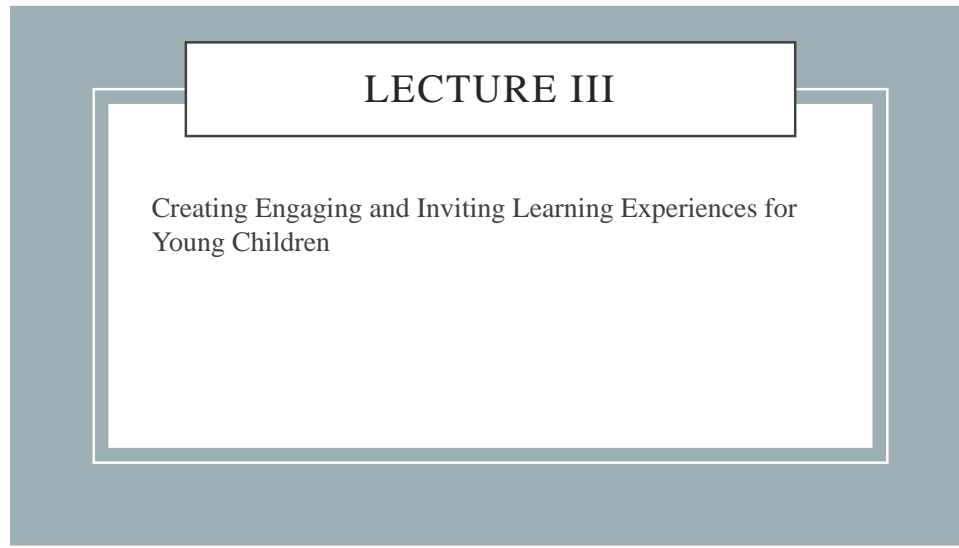 LECTURE III
Creating Engaging and Inviting Learning Experiences for
Young Children